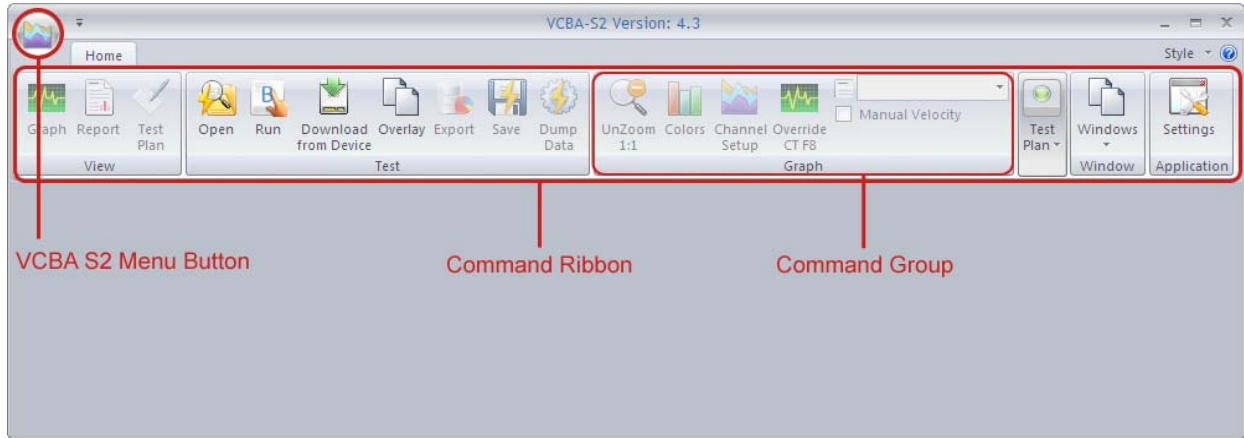 VCBA-S2 Version: 4.3
Home
Style
Graph Report Test Plan
Open Run Download from Device Overlay Export Save Dump Data
UnZoom 1:1 Colors Channel Setup Override CT F8
Manual Velocity
Test Plan
Windows
Settings
View
Test
Graph
Window
Application
VCBA S2 Menu Button
Command Ribbon
Command Group